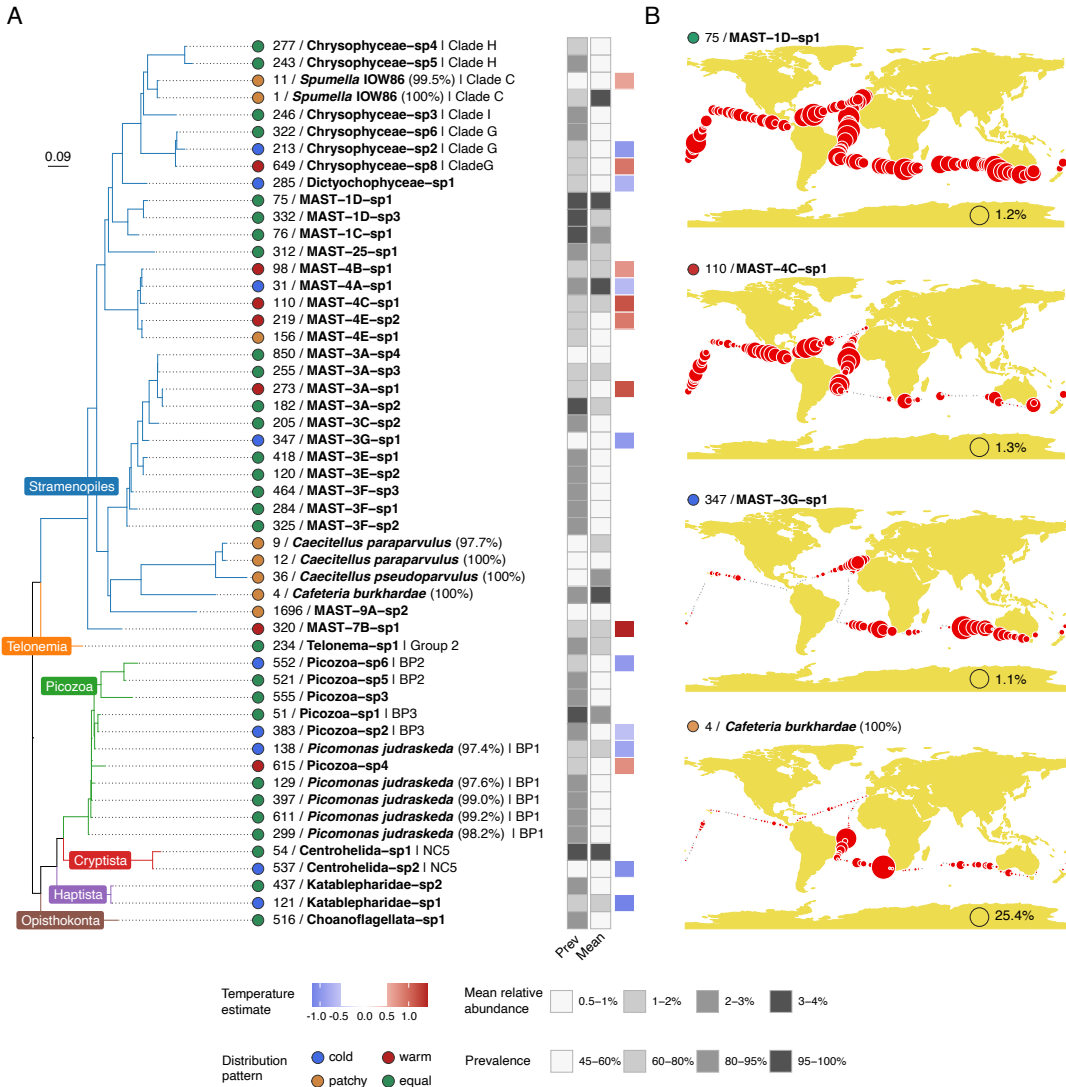 A
277 / Chrysophyceae–sp4 | Clade H
243 / Chrysophyceae–sp5 | Clade H
11 / Spumella IOW86 (99.5%) | Clade C
1 / Spumella IOW86 (100%) | Clade C
246 / Chrysophyceae–sp3 | Clade I
322 / Chrysophyceae–sp6 | Clade G
213 / Chrysophyceae–sp2 | Clade G
649 / Chrysophyceae–sp8 | CladeG
285 / Dictyochophyceae–sp1
75 / MAST–1D–sp1
332 / MAST–1D–sp3
76 / MAST–1C–sp1
312 / MAST–25–sp1
98 / MAST–4B–sp1
31 / MAST–4A–sp1
110 / MAST–4C–sp1
219 / MAST–4E–sp2
156 / MAST–4E–sp1
850 / MAST–3A–sp4
255 / MAST–3A–sp3
273 / MAST–3A–sp1
182 / MAST–3A–sp2
205 / MAST–3C–sp2
347 / MAST–3G–sp1
418 / MAST–3E–sp1
120 / MAST–3E–sp2
464 / MAST–3F–sp3
284 / MAST–3F–sp1
325 / MAST–3F–sp2
9 / Caecitellus paraparvulus (97.7%)
12 / Caecitellus paraparvulus (100%)
36 / Caecitellus pseudoparvulus (100%)
4 / Cafeteria burkhardae (100%)
1696 / MAST–9A–sp2
320 / MAST–7B–sp1
234 / Telonema–sp1 | Group 2
552 / Picozoa–sp6 | BP2
521 / Picozoa–sp5 | BP2
555 / Picozoa–sp3
51 / Picozoa–sp1 | BP3
383 / Picozoa–sp2 | BP3
138 / Picomonas judraskeda (97.4%) | BP1
615 / Picozoa–sp4
129 / Picomonas judraskeda (97.6%) | BP1
397 / Picomonas judraskeda (99.0%) | BP1
611 / Picomonas judraskeda (99.2%) | BP1
299 / Picomonas judraskeda (98.2%) | BP1
54 / Centrohelida–sp1 | NC5
537 / Centrohelida–sp2 | NC5
437 / Katablepharidae–sp2
121 / Katablepharidae–sp1
516 / Choanoflagellata–sp1
0.09
Stramenopiles
Telonemia
Picozoa
Cryptista
Haptista
Opisthokonta
Prev
Mean
B
75 / MAST–1D–sp1
1.2%
110 / MAST–4C–sp1
1.3%
347 / MAST–3G–sp1
1.1%
4 / Cafeteria burkhardae (100%)
25.4%
Temperature
estimate
-1.0 -0.5 0.0 0.5 1.0
Mean relative
abundance
0.5–1%
1–2%
2–3%
3–4%
Distribution
pattern
cold
warm
patchy
equal
Prevalence
45–60%
60–80%
80–95%
95–100%